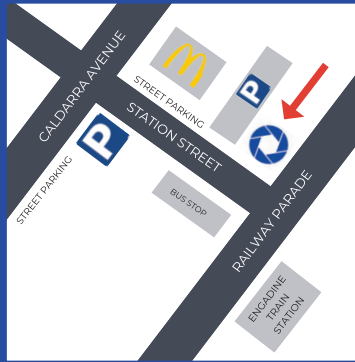 CALDARRA AVENUE
STREET PARKING
P
STATION STREET
P
STREET PARKING
BUS STOP
RAILWAY PARADE
ENGADINE
TRAIN
STATION